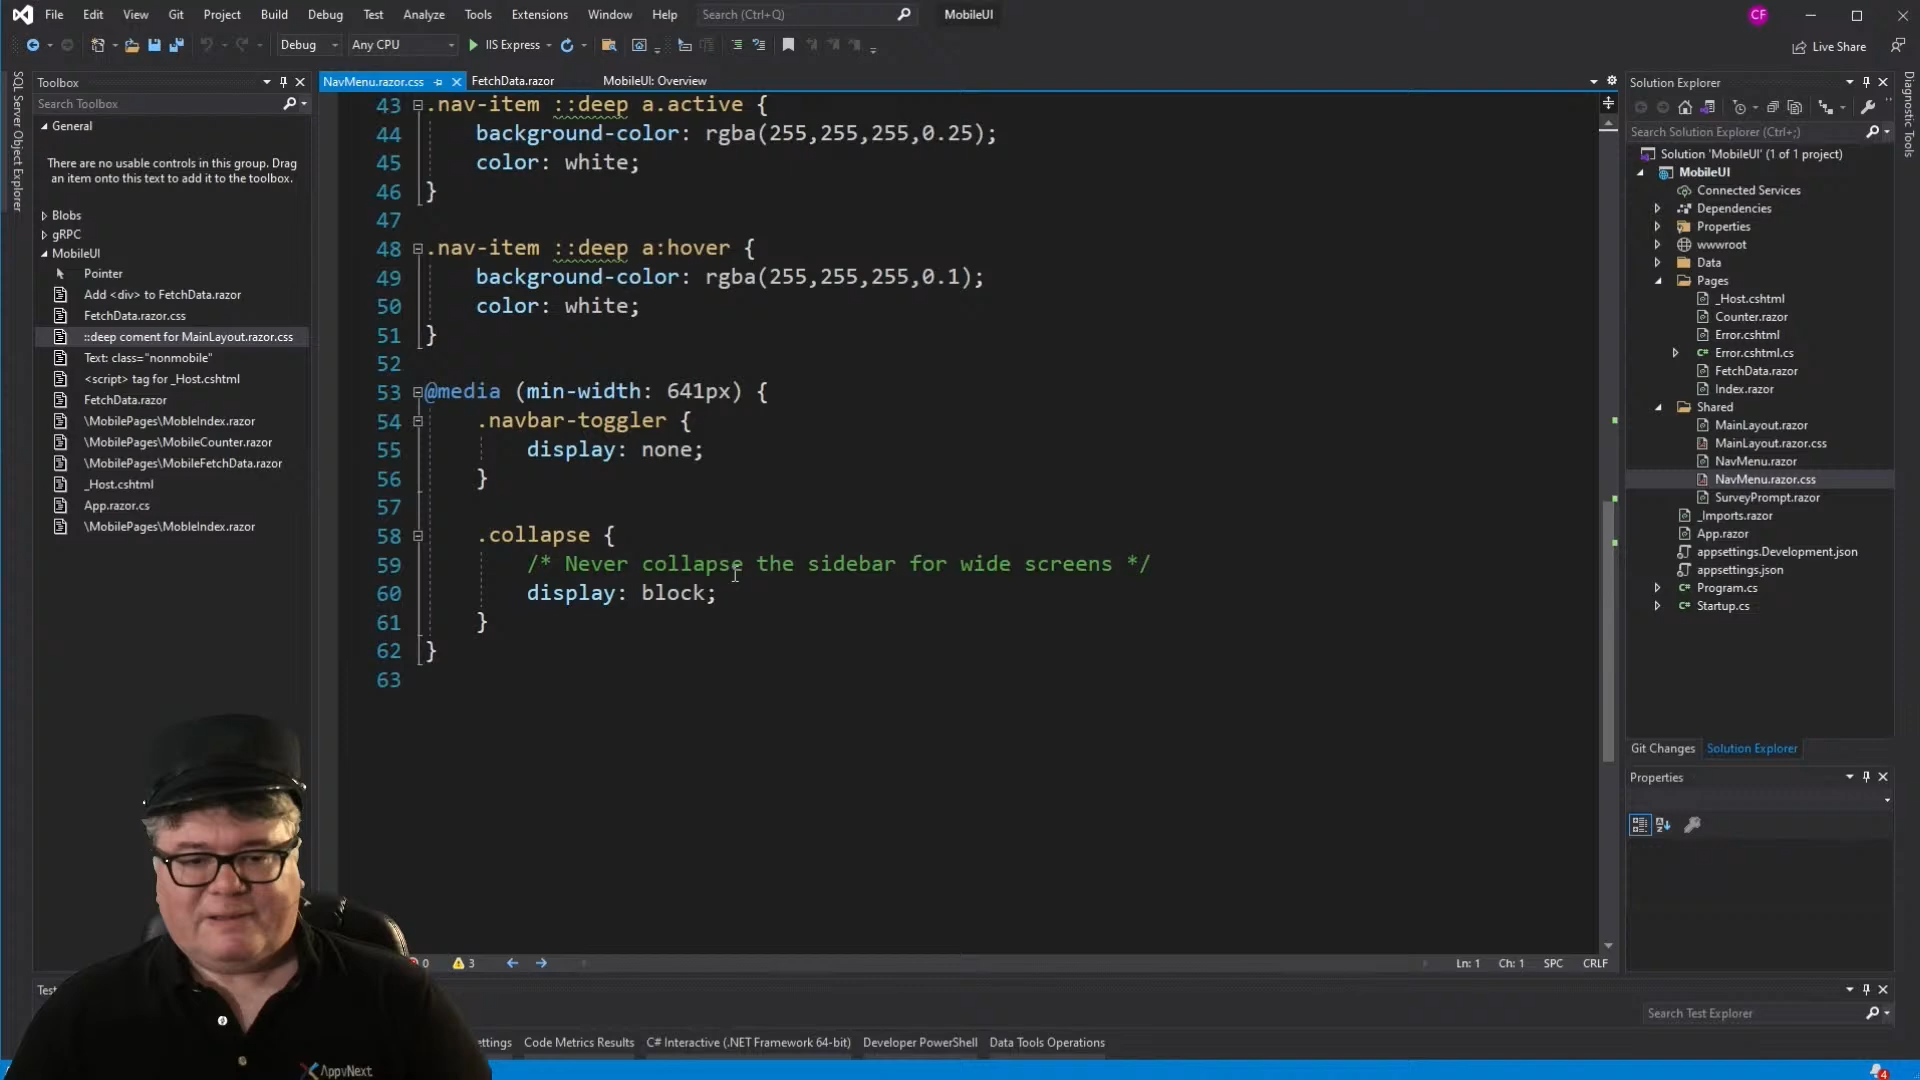 File Edit View Git Project Build Debug Test Analyze Tools Extensions Window Help Search (Ctrl+Q) MobileUI CF
Debug Any CPU IIS Express Live Share
SQL Server Object Explorer
Toolbox
Search Toolbox
General
There are no usable controls in this group. Drag
an item onto this text to add it to the toolbox.
Blobs
gRPC
MobileUI
Pointer
Add <div> to FetchData.razor
FetchData.razor.css
::deep coment for MainLayout.razor.css
Text: class="nonmobile"
<script> tag for _Host.cshtml
FetchData.razor
\MobilePages\MobleIndex.razor
\MobilePages\MobileCounter.razor
\MobilePages\MobileFetchData.razor
_Host.cshtml
App.razor.cs
\MobilePages\MobleIndex.razor
NavMenu.razor.css FetchData.razor MobileUI: Overview
43 .nav-item ::deep a.active {
44 background-color: rgba(255,255,255,0.25);
45 color: white;
46 }
47
48 .nav-item ::deep a:hover {
49 background-color: rgba(255,255,255,0.1);
50 color: white;
51 }
52
53 @media (min-width: 641px) {
54 .navbar-toggler {
55 display: none;
56 }
57
58 .collapse {
59 /* Never collapse the sidebar for wide screens */
60 display: block;
61 }
62 }
63
0 3 Ln: 1 Ch: 1 SPC CRLF
Solution Explorer
Search Solution Explorer (Ctrl+;)
Solution 'MobileUI' (1 of 1 project)
MobileUI
Connected Services
Dependencies
Properties
wwwroot
Data
Pages
_Host.cshtml
Counter.razor
Error.cshtml
Error.cshtml.cs
FetchData.razor
Index.razor
Shared
MainLayout.razor
MainLayout.razor.css
NavMenu.razor
NavMenu.razor.css
SurveyPrompt.razor
_Imports.razor
App.razor
appsettings.Development.json
appsettings.json
Program.cs
Startup.cs
Git Changes Solution Explorer
Properties
Diagnostic Tools
Test
Search Test Explorer
ettings Code Metrics Results C# Interactive (.NET Framework 64-bit) Developer PowerShell Data Tools Operations
AppvNext
4